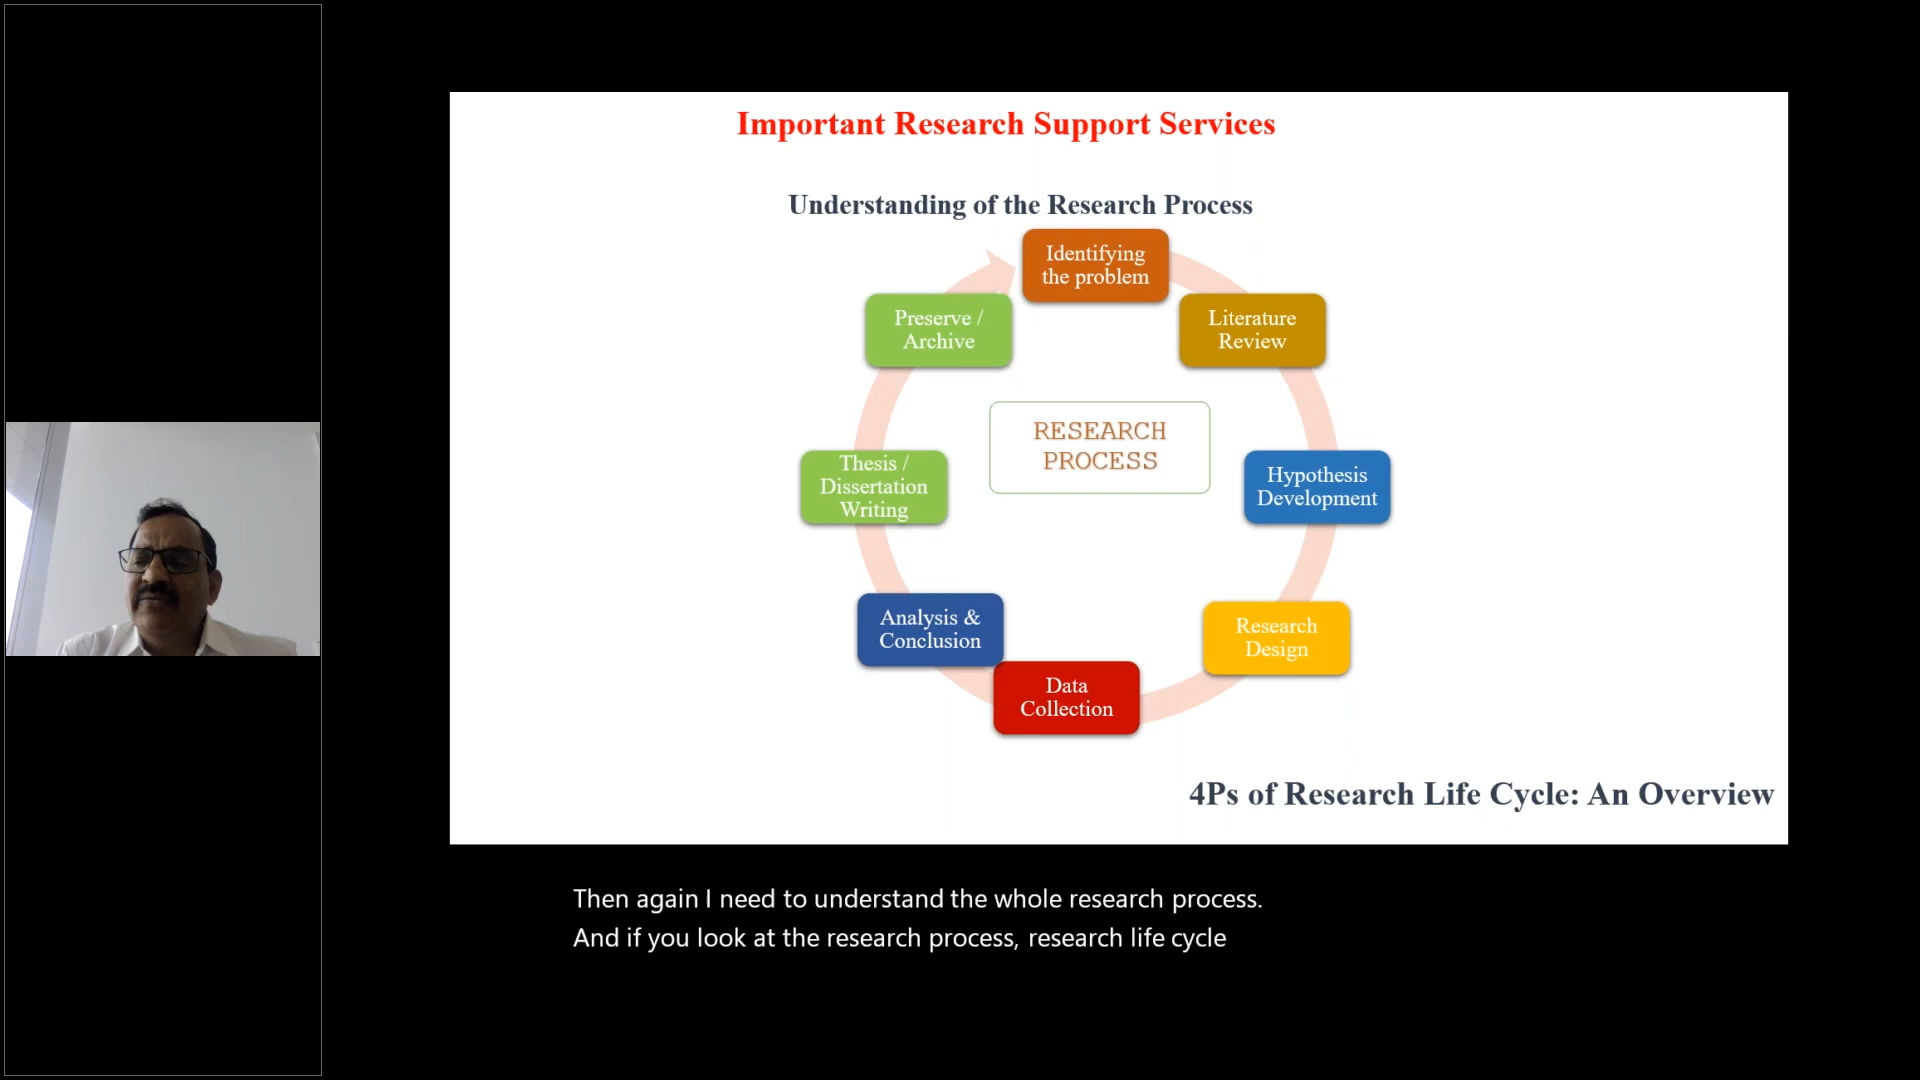 Important Research Support Services
Understanding of the Research Process
Identifying
the problem
Literature
Review
Hypothesis
Development
Research
Design
Data
Collection
Analysis &
Conclusion
Thesis /
Dissertation
Writing
Preserve /
Archive
RESEARCH
PROCESS
4Ps of Research Life Cycle: An Overview
Then again I need to understand the whole research process.
And if you look at the research process, research life cycle